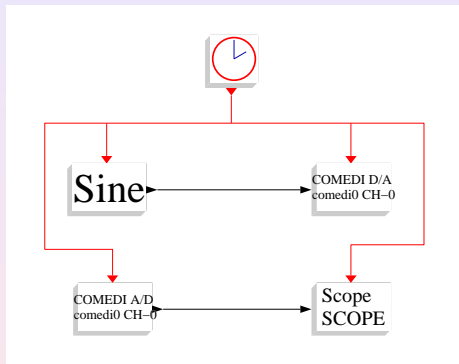 Sine
COMEDI D/A
comedi0 CH−0
COMEDI A/D
comedi0 CH−0
Scope
SCOPE